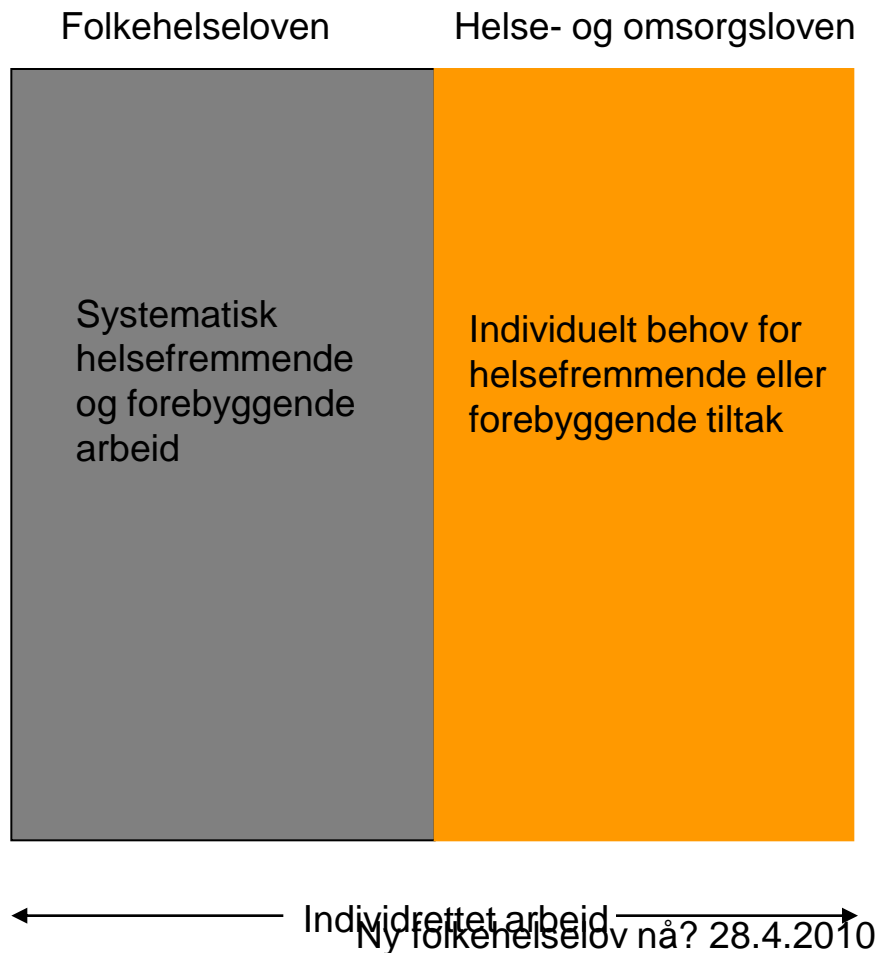 Folkehelseloven
Helse- og omsorgsloven
Systematisk
helsefremmende
og forebyggende
arbeid
Individuelt behov for
helsefremmende eller
forebyggende tiltak
Individrettet arbeid
Ny folkehelselov nå? 28.4.2010